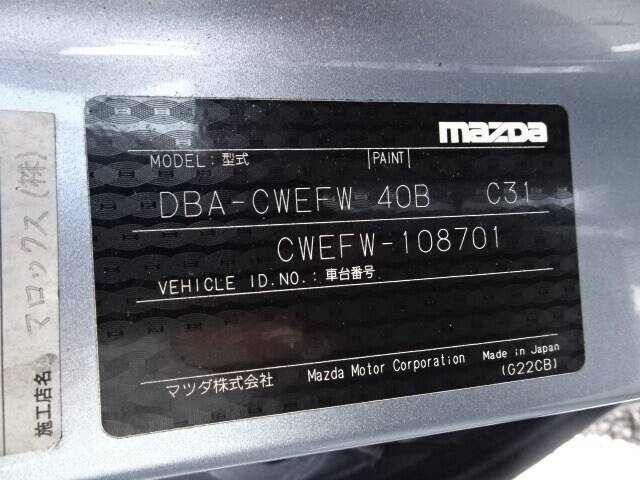 mazda
MODEL: 型式 PAINT
DBA-CWEFW 40B C31
CWEFW-108701
VEHICLE ID.NO.: 車台番号
マツダ株式会社 Mazda Motor Corporation Made in Japan
(G22CB)
施工店名 マロックス(株)